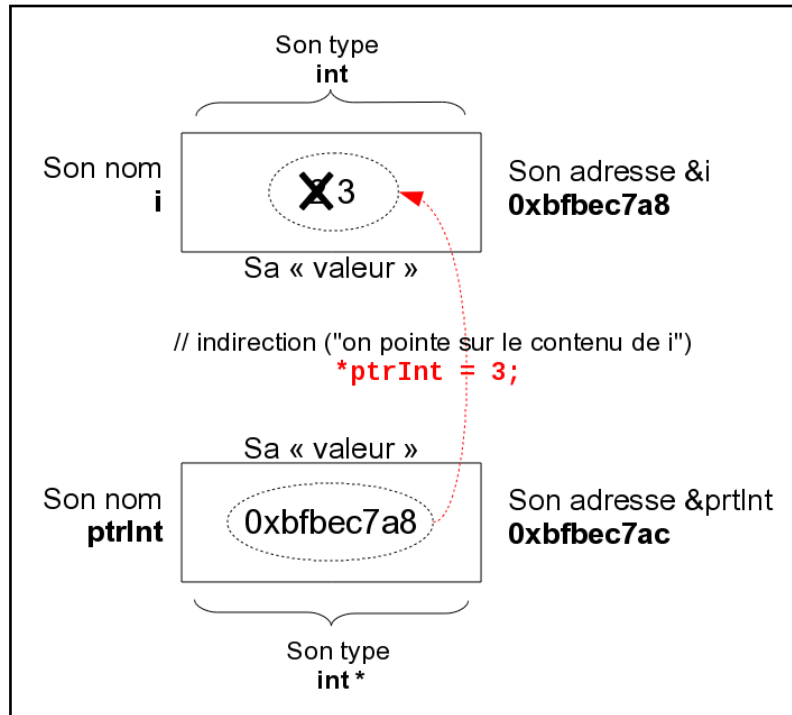 Son type
int
Son nom
i
3
Son adresse &i
0xbfbec7a8
Sa « valeur »
// indirection ("on pointe sur le contenu de i")
*ptrInt = 3;
Sa « valeur »
Son nom
ptrInt
0xbfbec7a8
Son adresse &prtInt
0xbfbec7ac
Son type
int *